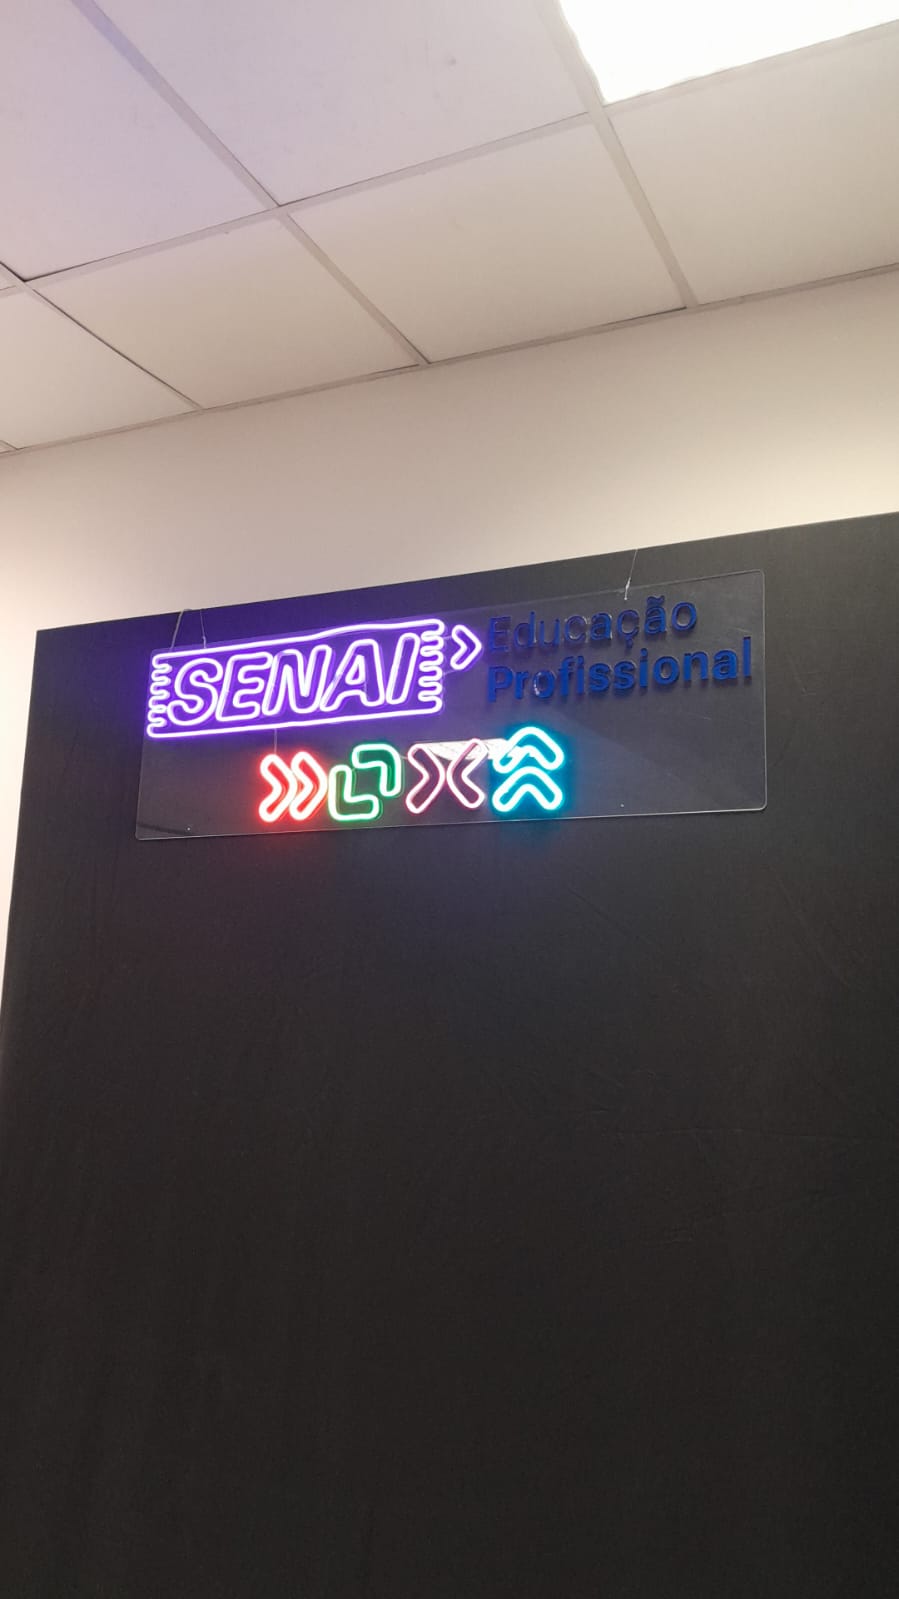 SENAI
Educação
Profissional